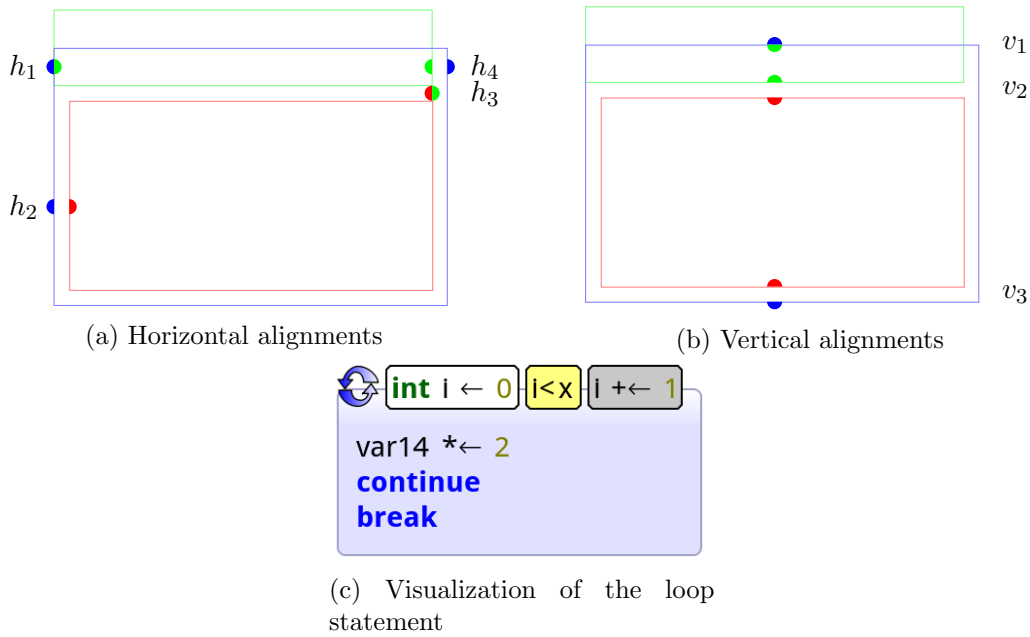 h₁
h₄
h₃
h₂
(a) Horizontal alignments
v₁
v₂
v₃
(b) Vertical alignments
int i ← 0 i<x i +← 1
var14 *← 2
continue
break
(c) Visualization of the loop
statement